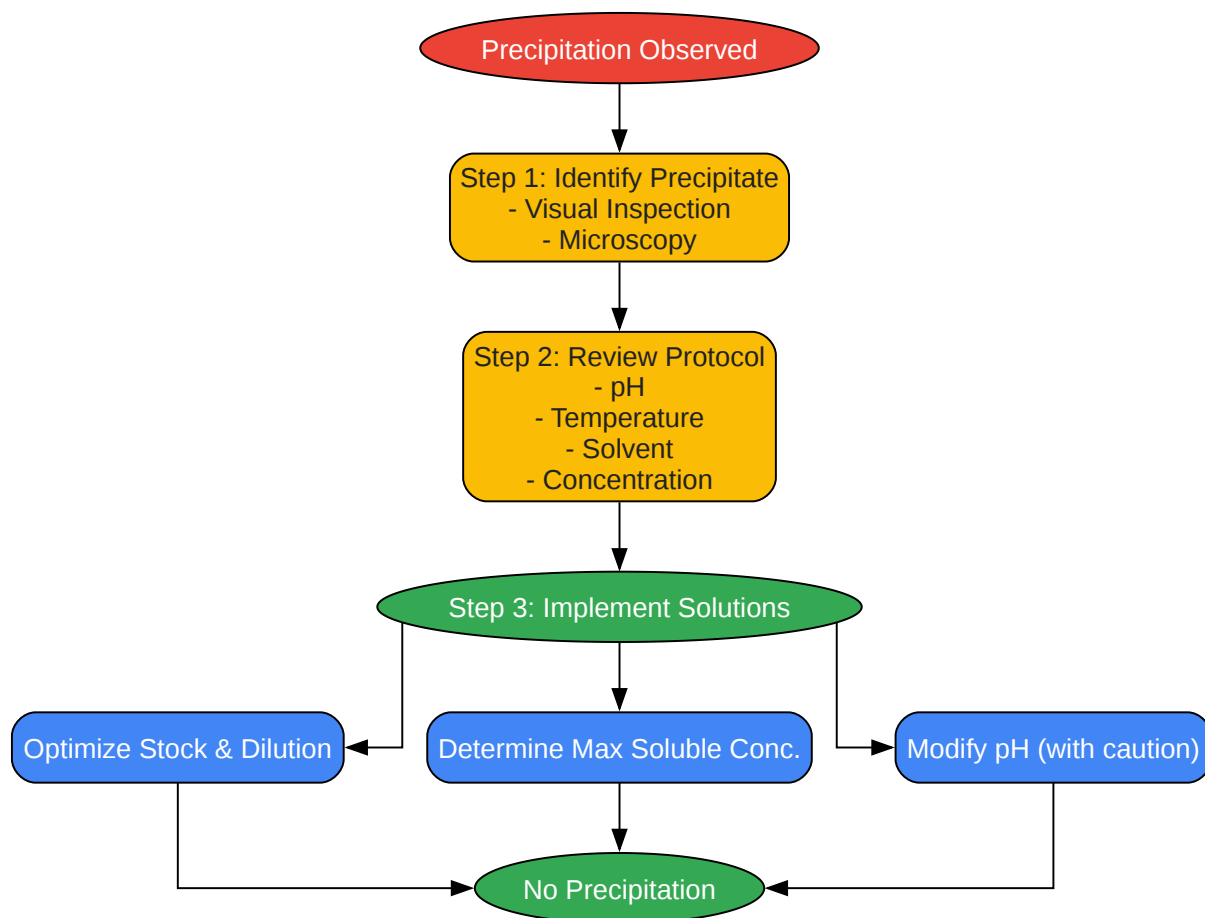 Precipitation Observed
Step 1: Identify Precipitate
- Visual Inspection
- Microscopy
Step 2: Review Protocol
- pH
- Temperature
- Solvent
- Concentration
Step 3: Implement Solutions
Optimize Stock & Dilution
Determine Max Soluble Conc.
Modify pH (with caution)
No Precipitation